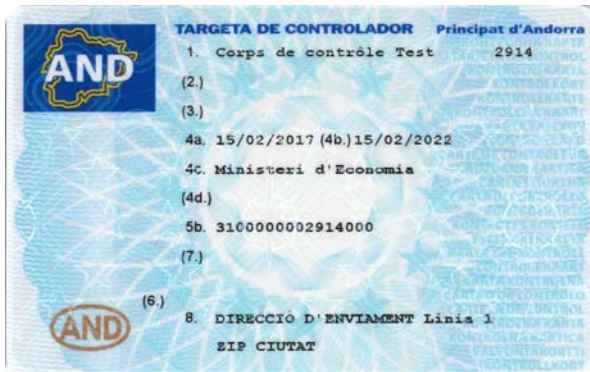 AND
TARGETA DE CONTROLADOR Principat d'Andorra
1. Corps de contrôle Test 2914
(2.)
(3.)
4a. 15/02/2017 (4b.) 15/02/2022
4c. Ministeri d'Economia
(4d.)
5b. 3100000002914000
(7.)
(6.)
AND
8. DIRECCIÓ D'ENVIAMENT Línia 1
ZIP CIUTAT